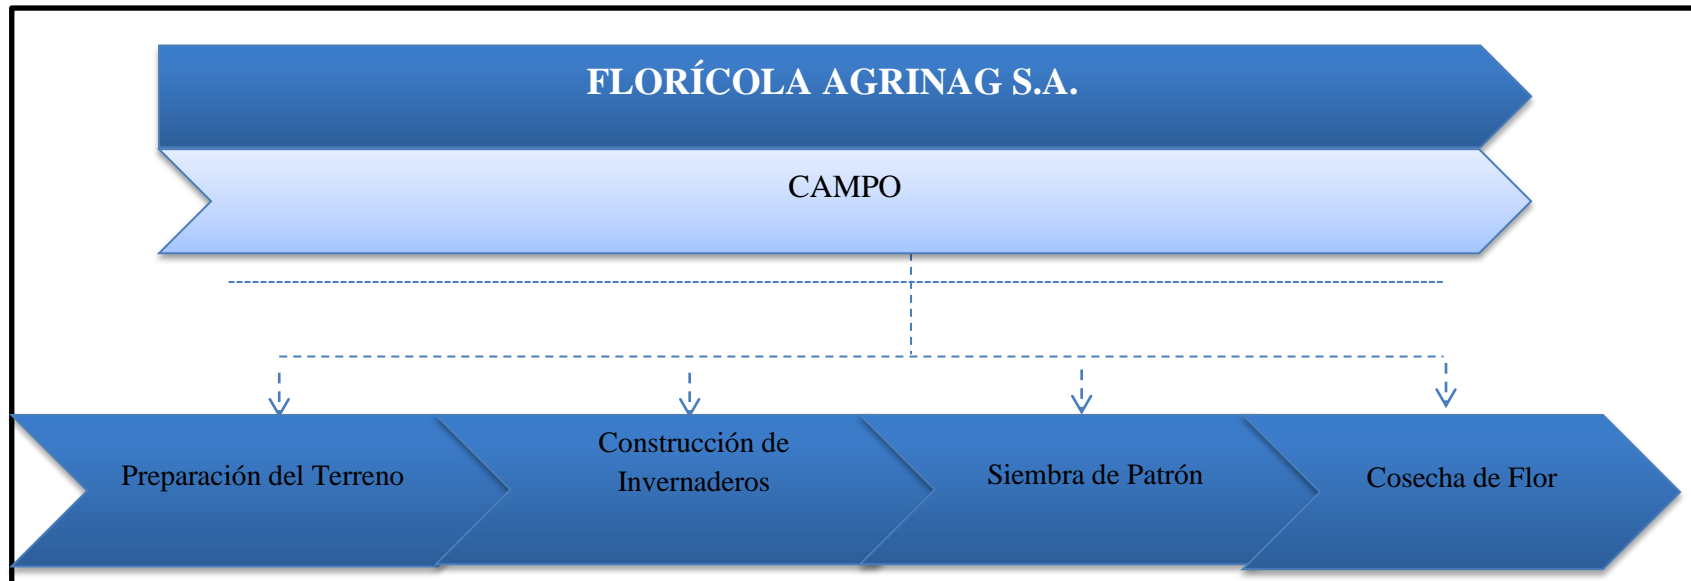 FLORÍCOLA AGRINAG S.A.
CAMPO
Preparación del Terreno
Construcción de
Invernaderos
Siembra de Patrón
Cosecha de Flor